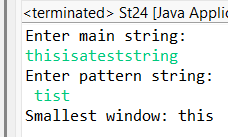 <terminated> St24 [Java Applic
Enter main string:
thisisateststring
Enter pattern string:
tist
Smallest window: this